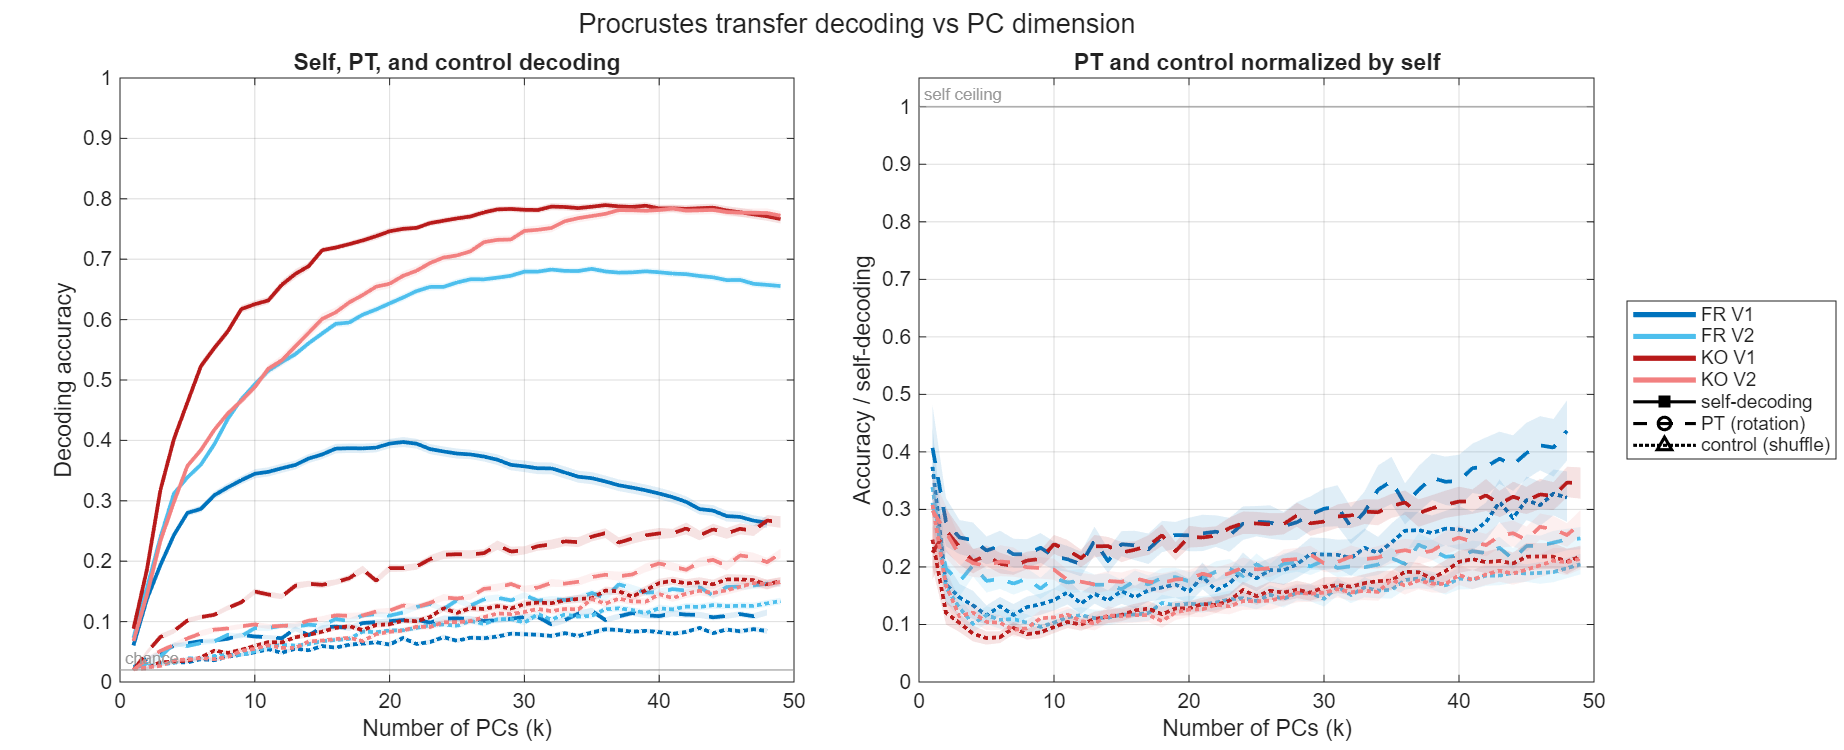 Procrustes transfer decoding vs PC dimension
Self, PT, and control decoding
1
0.9
0.8
0.7
0.6
0.5
0.4
0.3
0.2
0.1
0
Decoding accuracy
chance
0 10 20 30 40 50
Number of PCs (k)
PT and control normalized by self
self ceiling
1
0.9
0.8
0.7
0.6
0.5
0.4
0.3
0.2
0.1
0
Accuracy / self-decoding
0 10 20 30 40 50
Number of PCs (k)
FR V1
FR V2
KO V1
KO V2
self-decoding
PT (rotation)
control (shuffle)